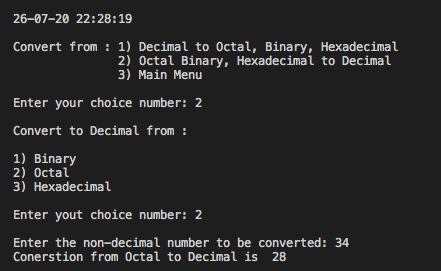 26-07-20 22:28:19
Convert from : 1) Decimal to Octal, Binary, Hexadecimal
2) Octal Binary, Hexadecimal to Decimal
3) Main Menu
Enter your choice number: 2
Convert to Decimal from :
1) Binary
2) Octal
3) Hexadecimal
Enter yout choice number: 2
Enter the non-decimal number to be converted: 34
Conerstion from Octal to Decimal is  28